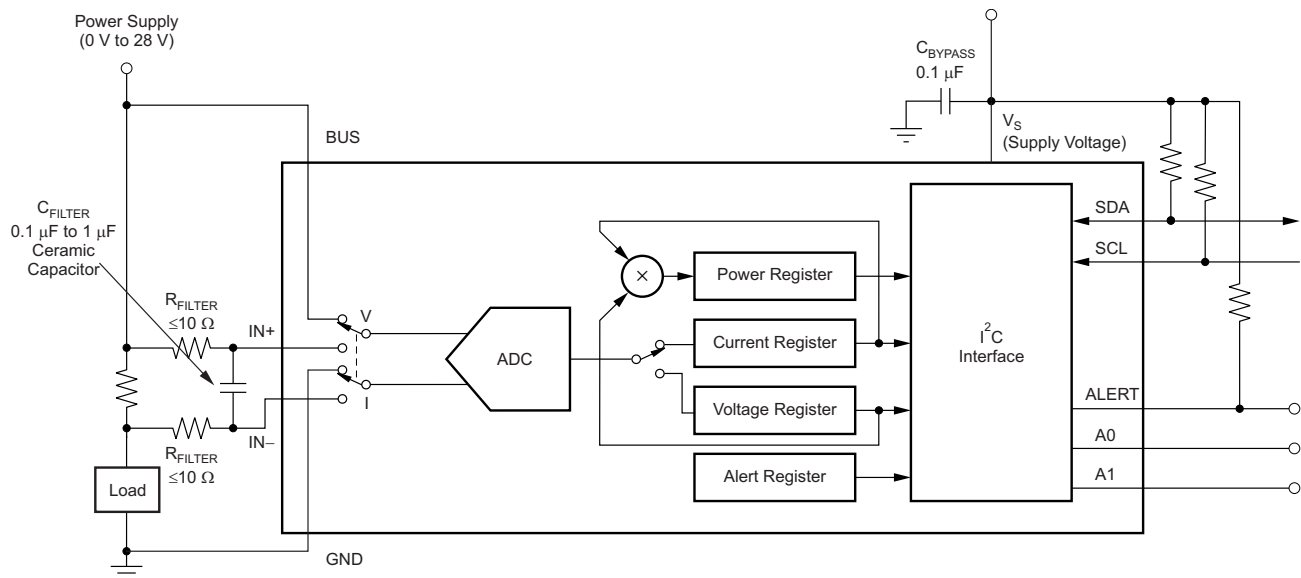 Power Supply
(0 V to 28 V)
C_BYPASS
0.1 μF
V_S
(Supply Voltage)
BUS
C_FILTER
0.1 μF to 1 μF
Ceramic
Capacitor
R_FILTER
≤10 Ω
IN+
V
I
IN–
R_FILTER
≤10 Ω
Load
GND
ADC
×
Power Register
Current Register
Voltage Register
Alert Register
I²C
Interface
SDA
SCL
ALERT
A0
A1